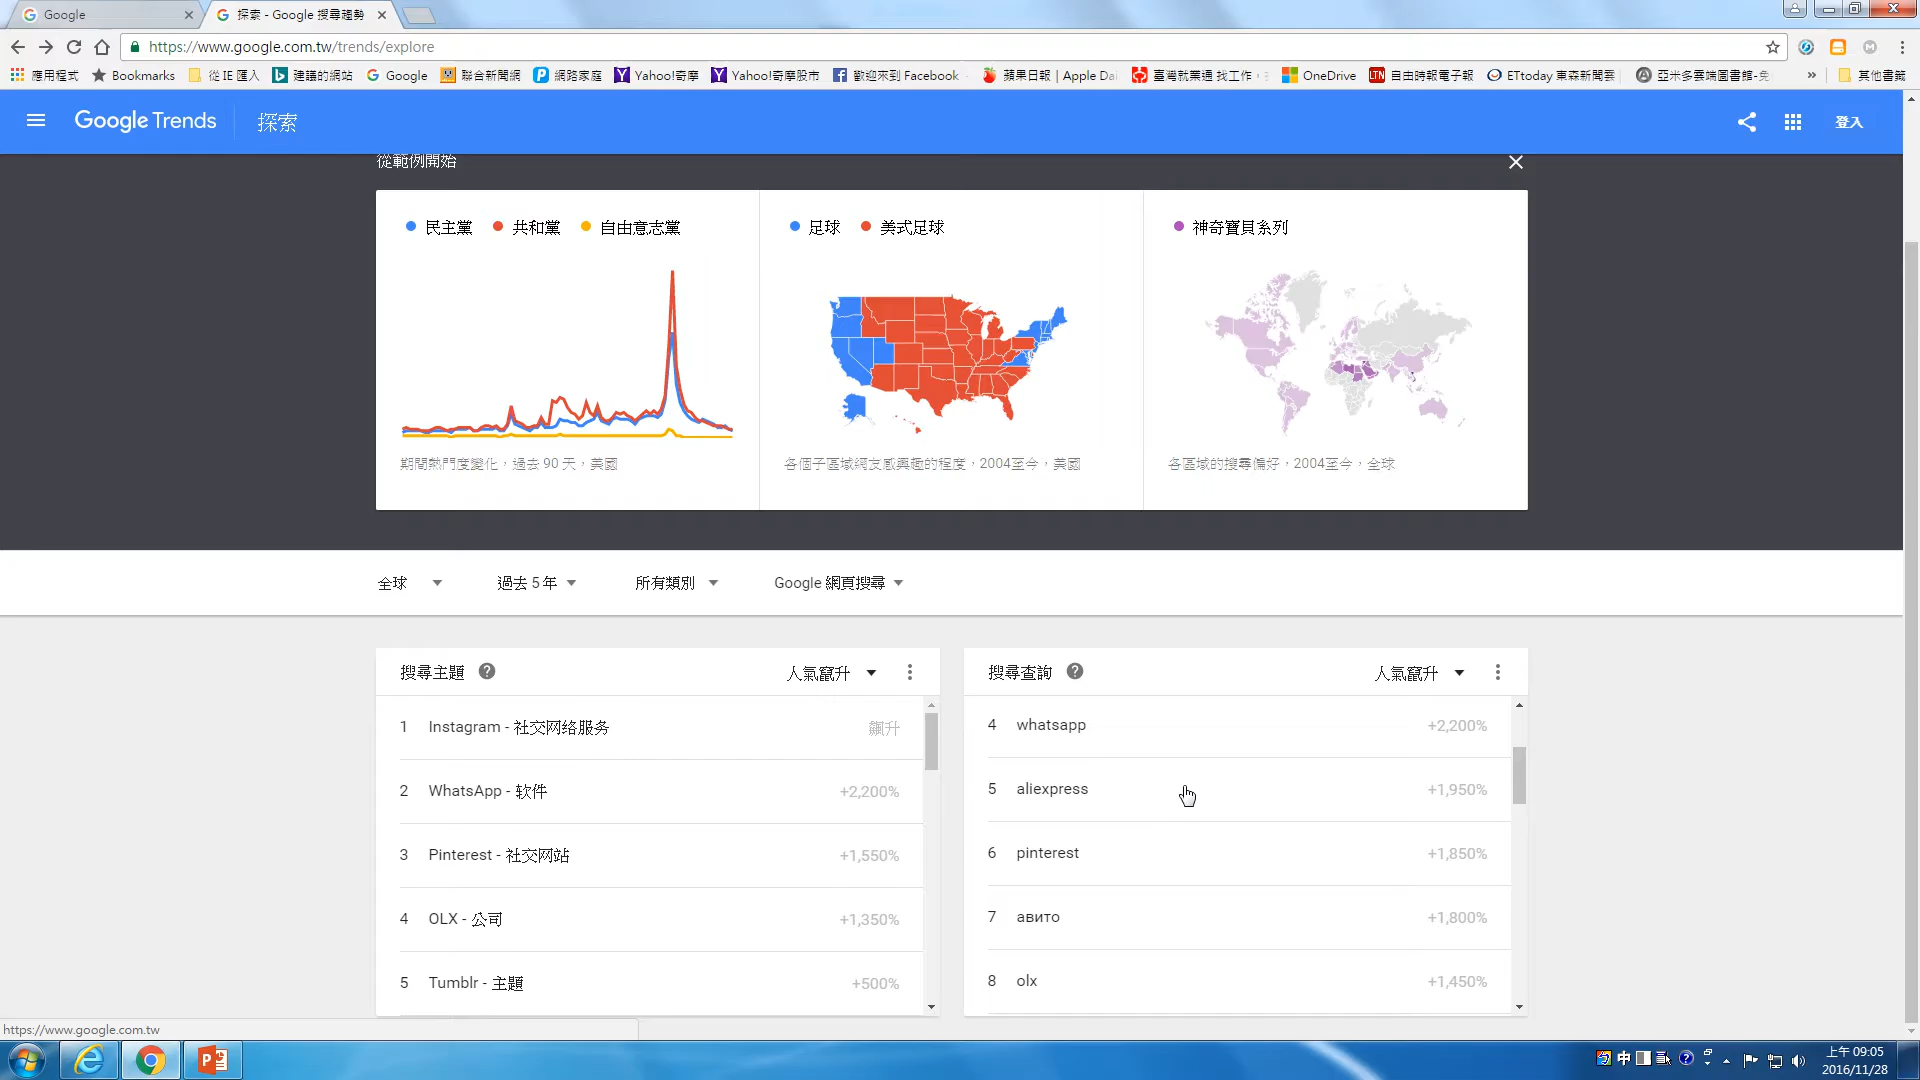 Google
探索 - Google 搜尋趨勢
https://www.google.com.tw/trends/explore
應用程式 Bookmarks 從 IE 匯入 建議的網站 Google 聯合新聞網 網路家庭 Yahoo!奇摩 Yahoo!奇摩股市 歡迎來到 Facebook 蘋果日報 | Apple Dai 臺灣就業通 找工作， OneDrive 自由時報電子報 ETtoday 東森新聞雲 亞米多雲端圖書館-免 » 其他書籤
Google Trends 探索 登入
從範例開始
民主黨 共和黨 自由意志黨
足球 美式足球
神奇寶貝系列
期間熱門度變化，過去 90 天，美國
各個子區域網友感興趣的程度，2004至今，美國
各區域的搜尋偏好，2004至今，全球
全球 過去 5 年 所有類別 Google 網頁搜尋
搜尋主題 人氣竄升
1 Instagram - 社交网络服务 飆升
2 WhatsApp - 软件 +2,200%
3 Pinterest - 社交网站 +1,550%
4 OLX - 公司 +1,350%
5 Tumblr - 主題 +500%
搜尋查詢 人氣竄升
4 whatsapp +2,200%
5 aliexpress +1,950%
6 pinterest +1,850%
7 авито +1,800%
8 olx +1,450%
https://www.google.com.tw
中
上午 09:05
2016/11/28